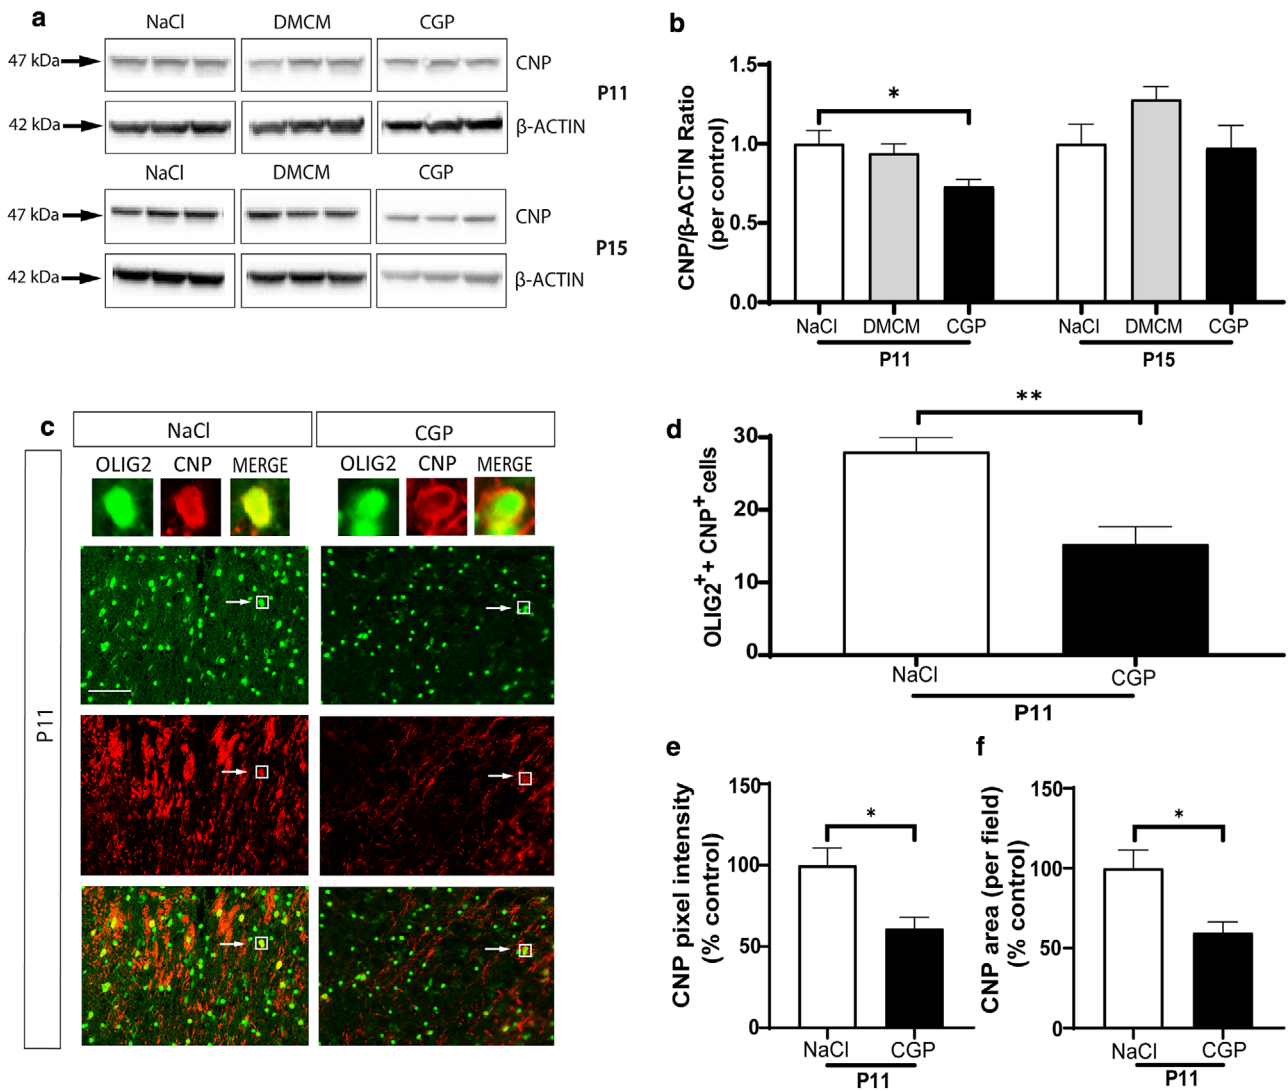 a
NaCl DMCM CGP
47 kDa CNP
P11
42 kDa β-ACTIN
NaCl DMCM CGP
47 kDa CNP
P15
42 kDa β-ACTIN
b
CNP/β-ACTIN Ratio
(per control)
1.5
1.0
0.5
0.0
*
NaCl DMCM CGP NaCl DMCM CGP
P11 P15
c
NaCl CGP
OLIG2 CNP MERGE OLIG2 CNP MERGE
P11
d
OLIG2⁺+ CNP⁺cells
30
20
10
0
**
NaCl CGP
P11
e
CNP pixel intensity
(% control)
150
100
50
0
*
NaCl CGP
P11
f
CNP area (per field)
(% control)
150
100
50
0
*
NaCl CGP
P11